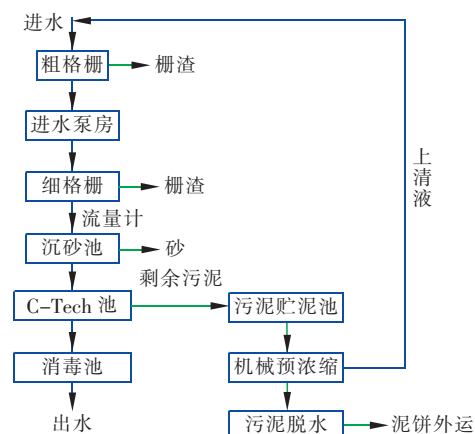 进水
粗格栅
栅渣
进水泵房
细格栅
栅渣
流量计
沉砂池
砂
剩余污泥
C-Tech 池
污泥贮泥池
消毒池
机械预浓缩
出水
污泥脱水
泥饼外运
上清液